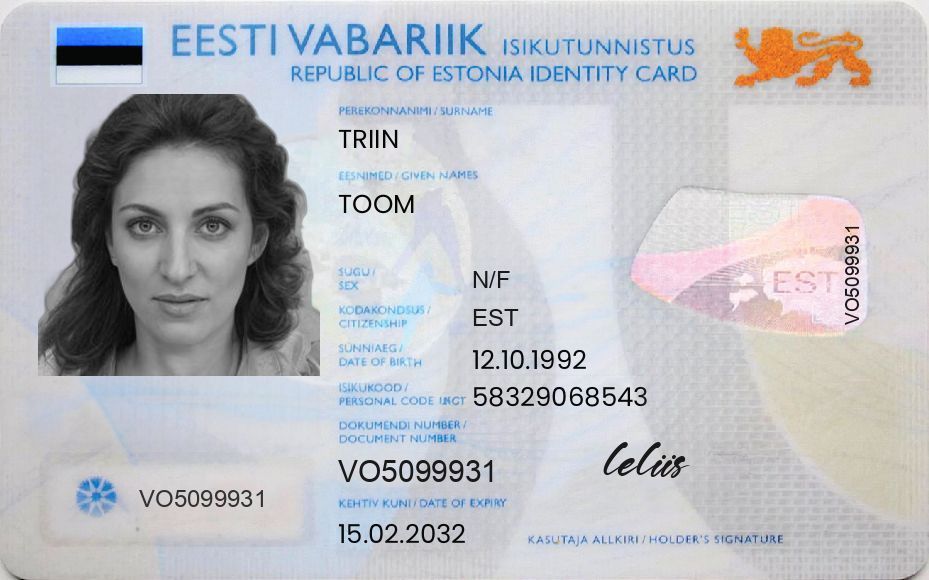 EESTI VABARIIK ISIKUTUNNISTUS
REPUBLIC OF ESTONIA IDENTITY CARD
PEREKONNANIMI / SURNAME
TRIIN
EESNIMED / GIVEN NAMES
TOOM
SUGU /
SEX
N/F
KODAKONDSUS /
CITIZENSHIP
EST
SÜNNIAEG /
DATE OF BIRTH
12.10.1992
ISIKUKOOD /
PERSONAL CODE
58329068543
DOKUMENDI NUMBER /
DOCUMENT NUMBER
VO5099931
KEHTIV KUNI / DATE OF EXPIRY
15.02.2032
VO5099931
EST
VO5099931
leliis
KASUTAJA ALLKIRI / HOLDER'S SIGNATURE